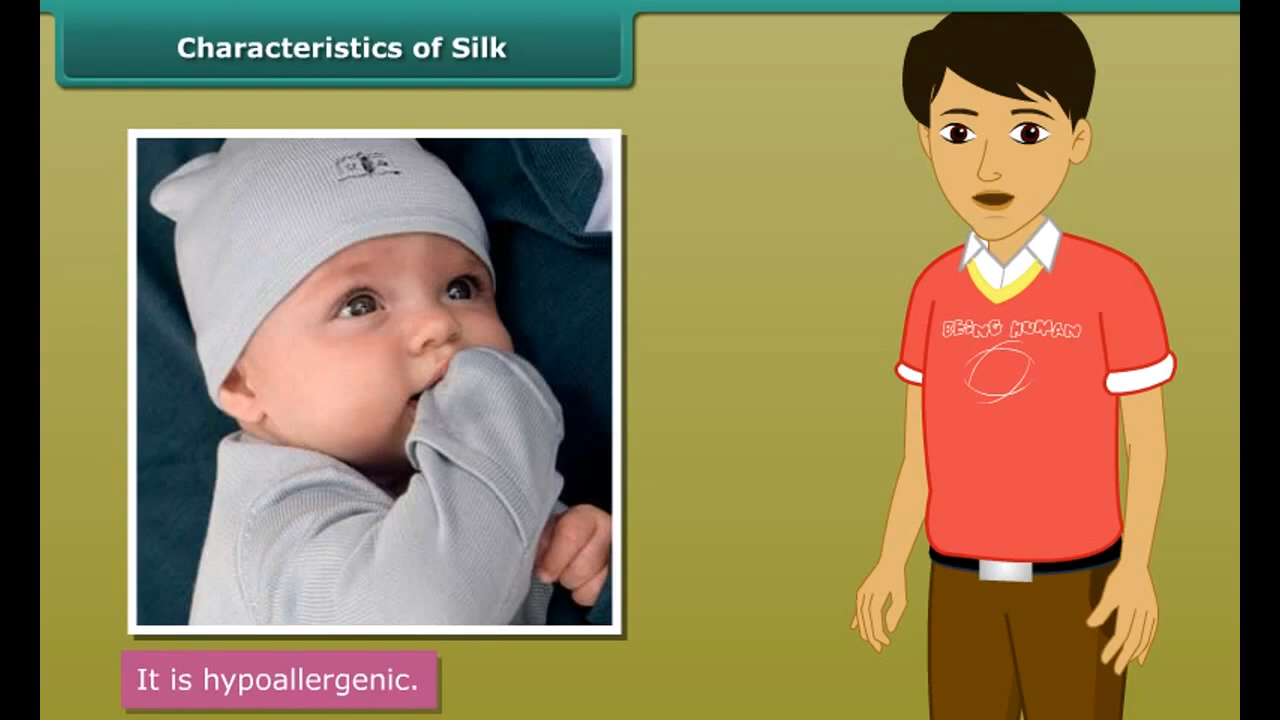 Characteristics of Silk
BEING HUMAN
It is hypoallergenic.